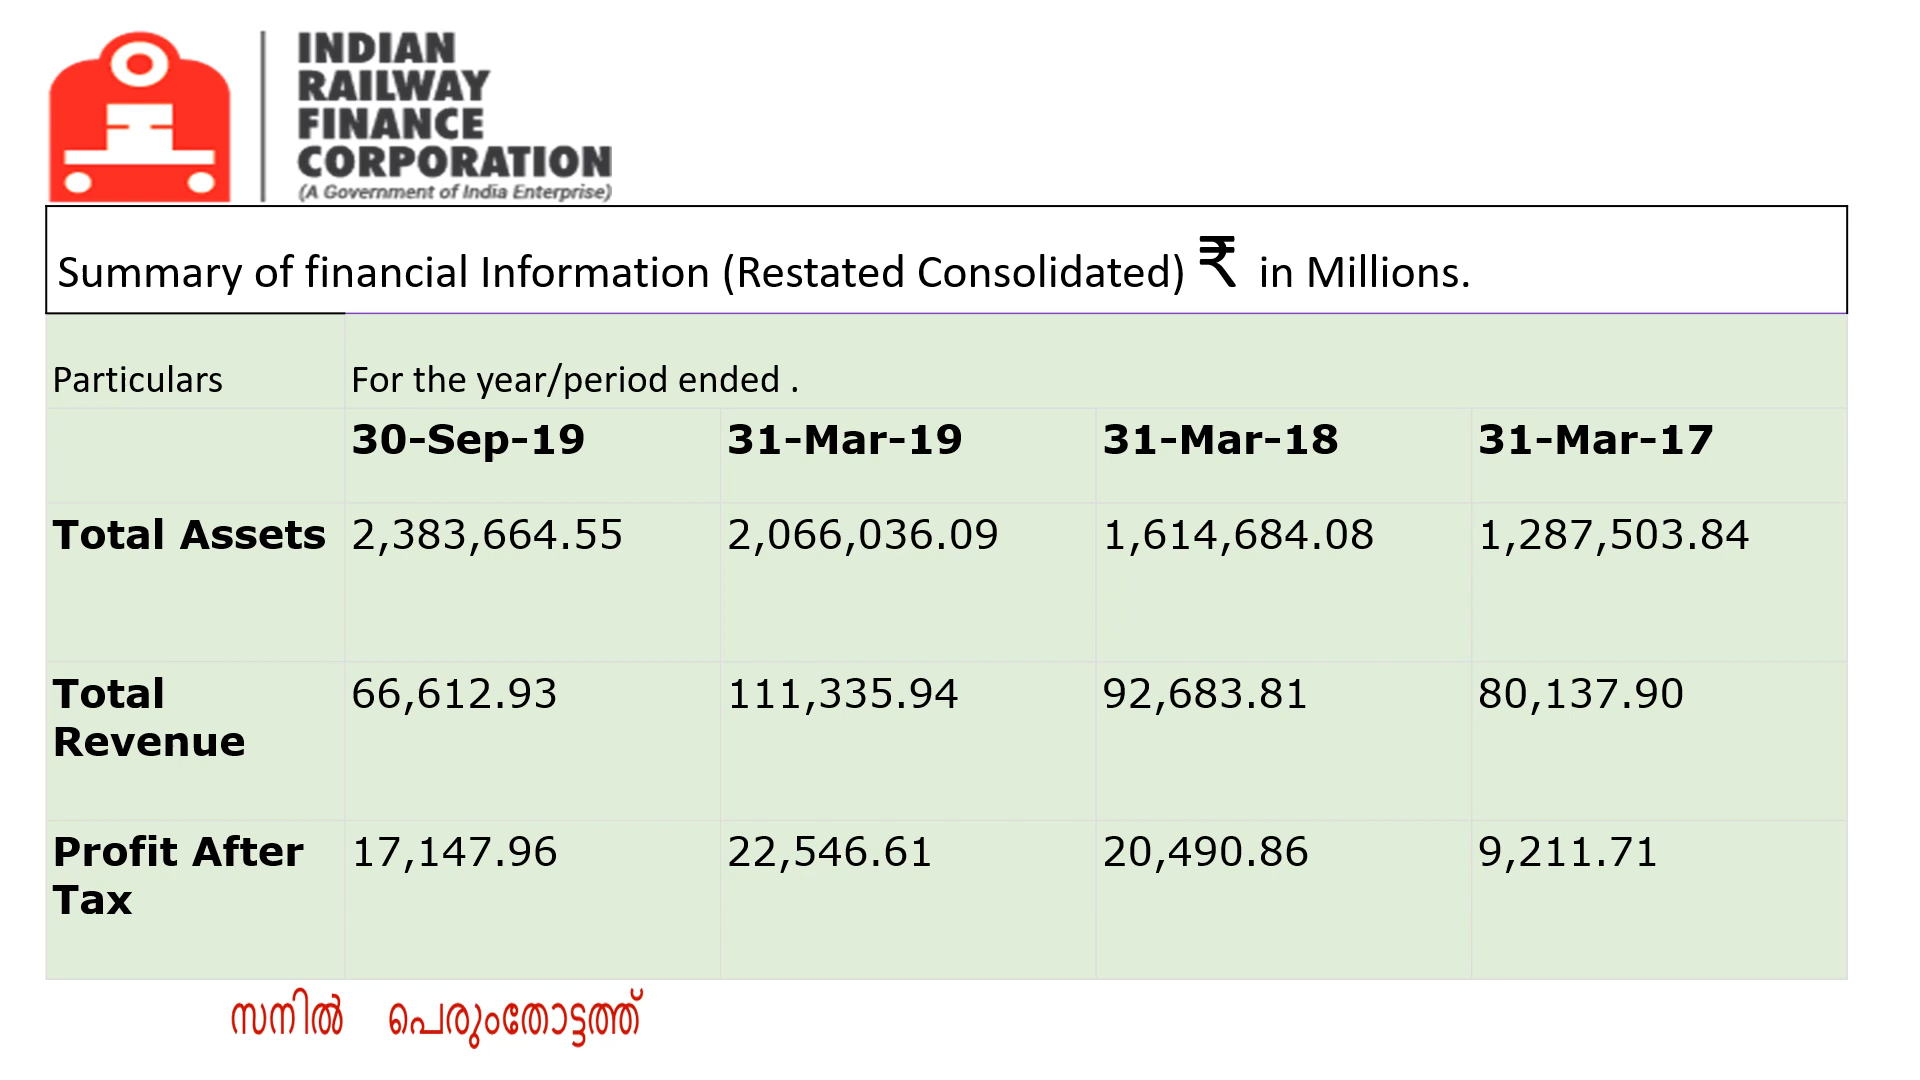 INDIAN
RAILWAY
FINANCE
CORPORATION
(A Government of India Enterprise)
Summary of financial Information (Restated Consolidated) ₹ in Millions.
Particulars For the year/period ended .
30-Sep-19 31-Mar-19 31-Mar-18 31-Mar-17
Total Assets 2,383,664.55 2,066,036.09 1,614,684.08 1,287,503.84
Total 66,612.93 111,335.94 92,683.81 80,137.90
Revenue
Profit After 17,147.96 22,546.61 20,490.86 9,211.71
Tax
സനിൽ പെരുംതോട്ടത്ത്